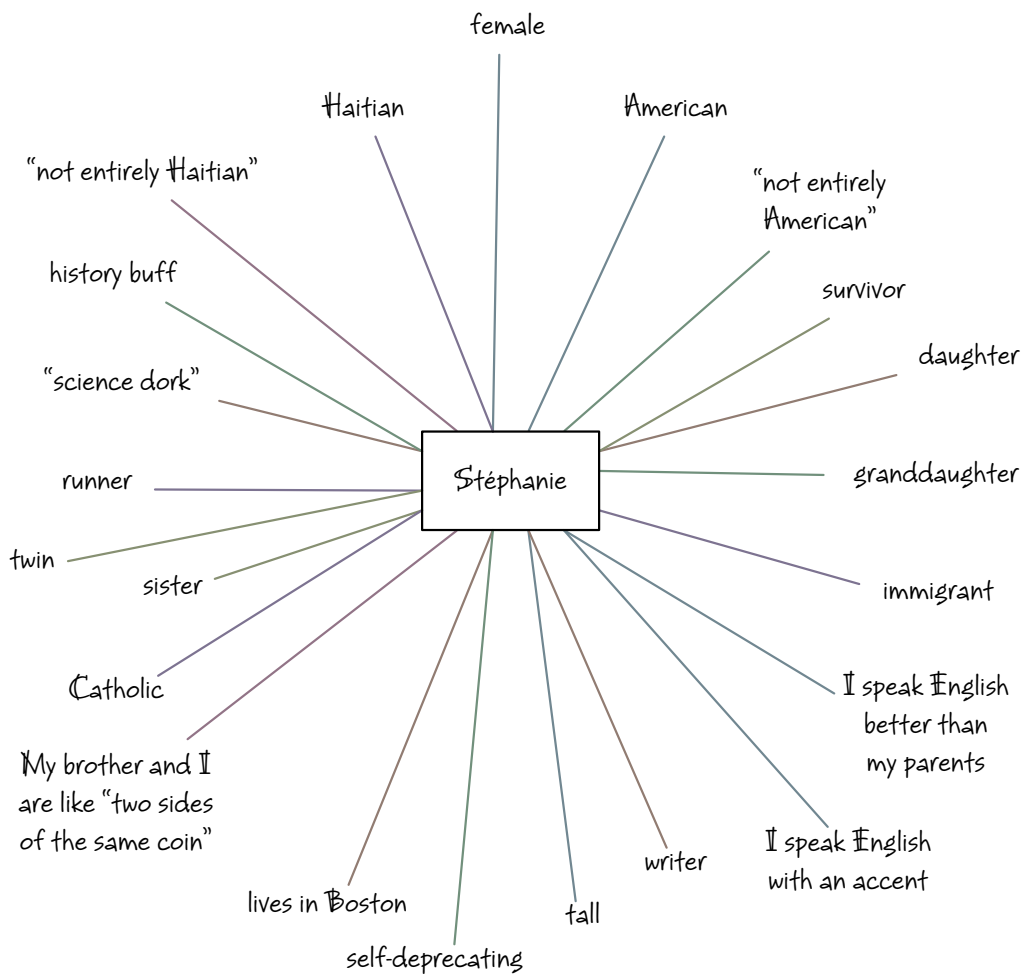 female
Haitian
American
“not entirely Haitian”
“not entirely
American”
history buff
survivor
daughter
“science dork”
runner
Stéphanie
granddaughter
twin
sister
immigrant
Catholic
I speak English
better than
my parents
My brother and I
are like “two sides
of the same coin”
I speak English
with an accent
writer
lives in Boston
tall
self-deprecating